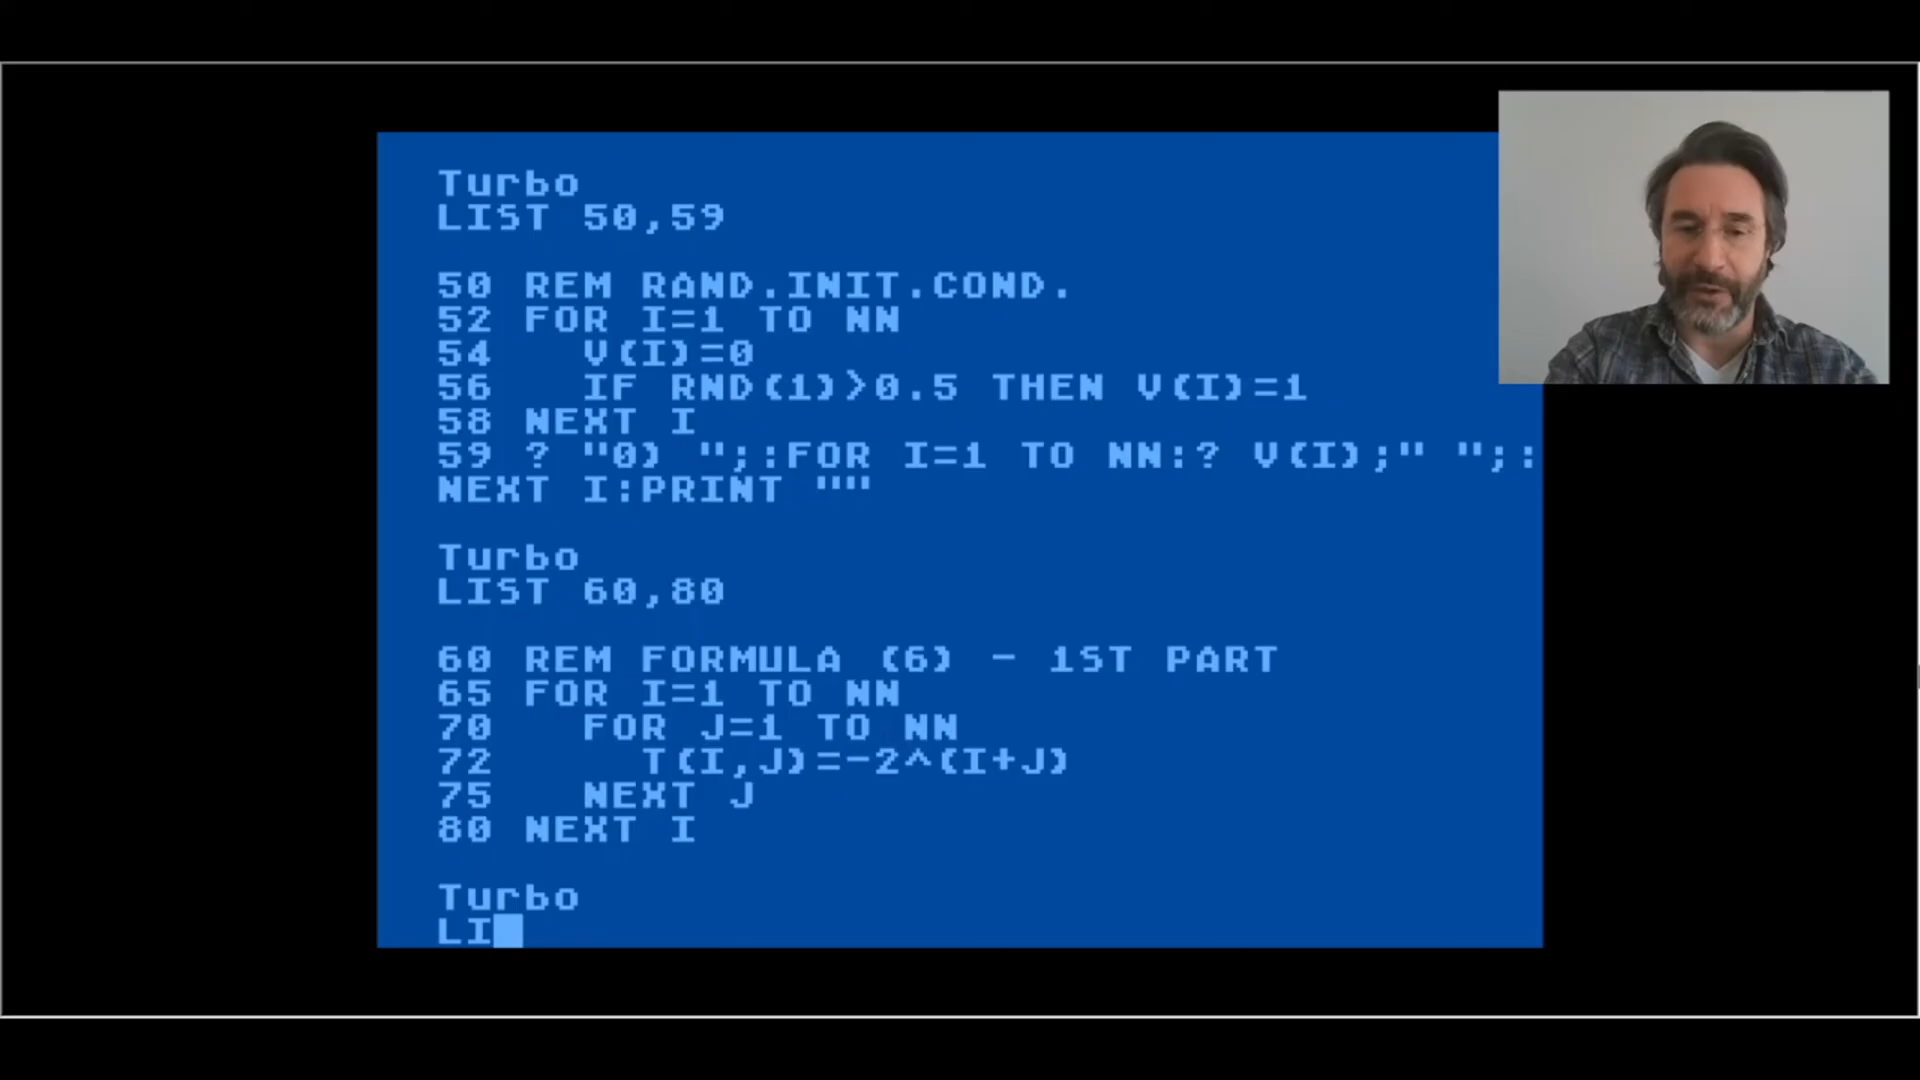 Turbo
LIST 50,59
50 REM RAND.INIT.COND.
52 FOR I=1 TO NN
54   V(I)=0
56   IF RND(1)>0.5 THEN V(I)=1
58 NEXT I
59 ? "0) ";:FOR I=1 TO NN:? V(I);" ";:
NEXT I:PRINT ""
Turbo
LIST 60,80
60 REM FORMULA (6) - 1ST PART
65 FOR I=1 TO NN
70   FOR J=1 TO NN
72     T(I,J)=-2^(I+J)
75   NEXT J
80 NEXT I
Turbo
LI